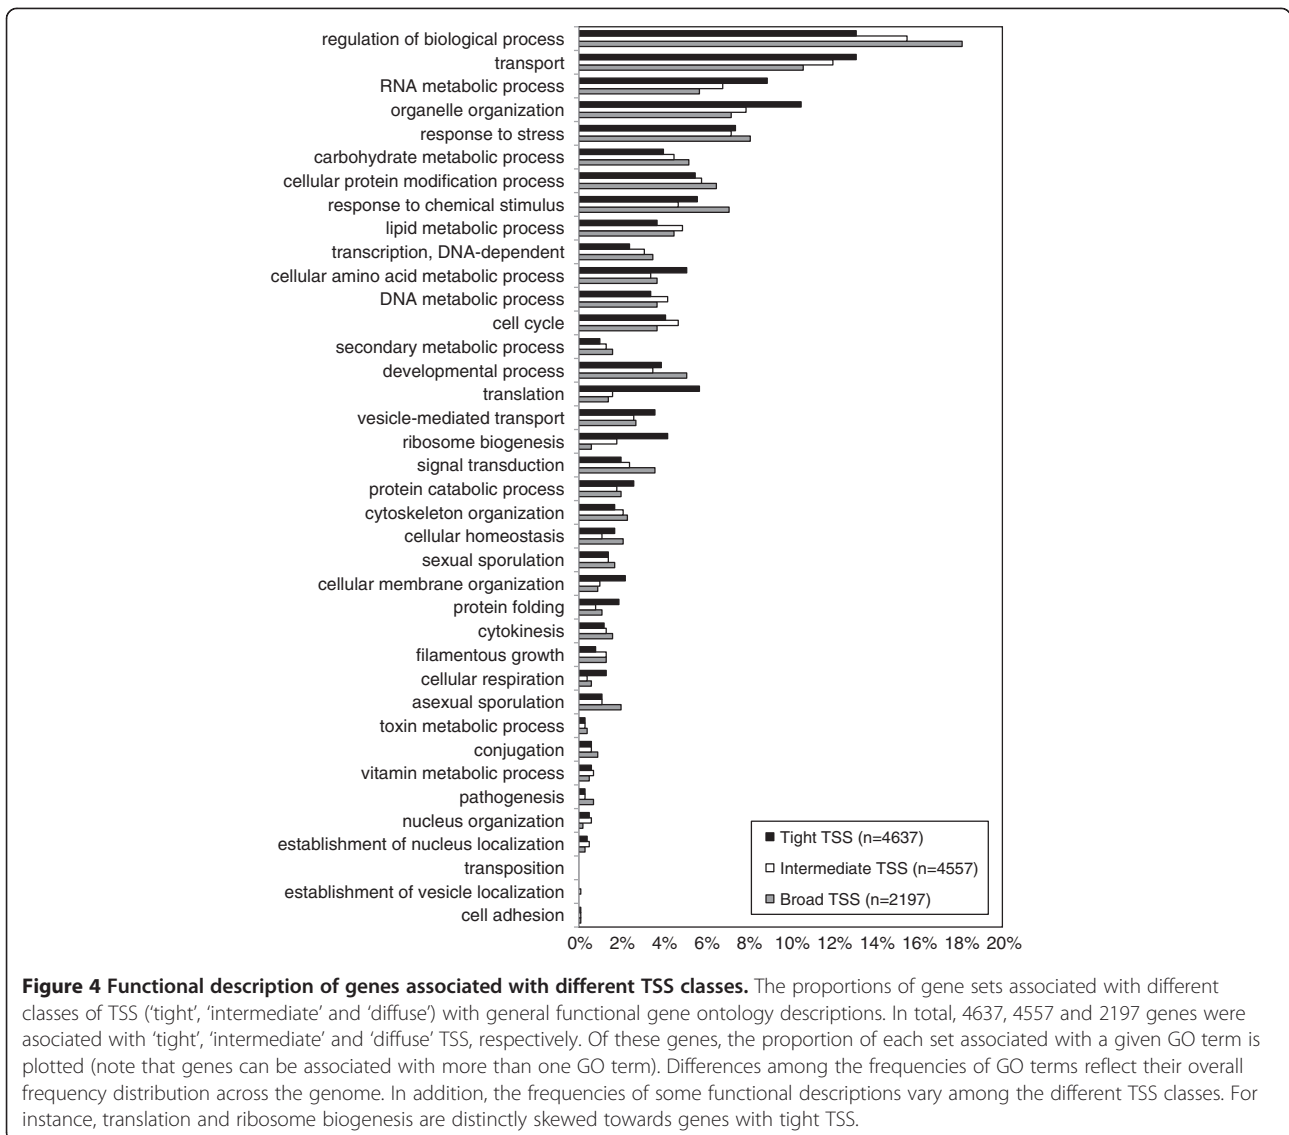 regulation of biological process
transport
RNA metabolic process
organelle organization
response to stress
carbohydrate metabolic process
cellular protein modification process
response to chemical stimulus
lipid metabolic process
transcription, DNA-dependent
cellular amino acid metabolic process
DNA metabolic process
cell cycle
secondary metabolic process
developmental process
translation
vesicle-mediated transport
ribosome biogenesis
signal transduction
protein catabolic process
cytoskeleton organization
cellular homeostasis
sexual sporulation
cellular membrane organization
protein folding
cytokinesis
filamentous growth
cellular respiration
asexual sporulation
toxin metabolic process
conjugation
vitamin metabolic process
pathogenesis
nucleus organization
establishment of nucleus localization
transposition
establishment of vesicle localization
cell adhesion
Tight TSS (n=4637)
Intermediate TSS (n=4557)
Broad TSS (n=2197)
0% 2% 4% 6% 8% 10% 12% 14% 16% 18% 20%
Figure 4 Functional description of genes associated with different TSS classes. The proportions of gene sets associated with different
classes of TSS (‘tight’, ‘intermediate’ and ‘diffuse’) with general functional gene ontology descriptions. In total, 4637, 4557 and 2197 genes were
asociated with ‘tight’, ‘intermediate’ and ‘diffuse’ TSS, respectively. Of these genes, the proportion of each set associated with a given GO term is
plotted (note that genes can be associated with more than one GO term). Differences among the frequencies of GO terms reflect their overall
frequency distribution across the genome. In addition, the frequencies of some functional descriptions vary among the different TSS classes. For
instance, translation and ribosome biogenesis are distinctly skewed towards genes with tight TSS.